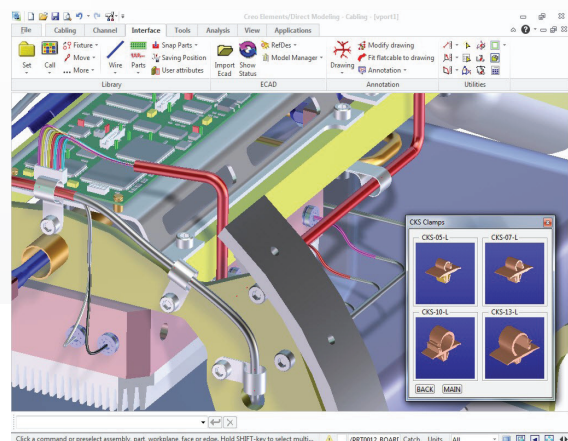 Creo Elements/Direct Modeling - Cabling - [vport1]
File Cabling Channel Interface Tools Analysis View Applications
Fixture Snap Parts RefDes Modify drawing
Move Saving Position Model Manager Fit flatcable to drawing
Set Call More Wire Parts User attributes Import Ecad Show Status Drawing Annotation
Library ECAD Annotation Utilities
CKS Clamps
CKS-05-L CKS-07-L
CKS-10-L CKS-13-L
BACK MAIN
Click a command or preselect assembly, part, workplane, face or edge. Hold SHIFT-key to select multi... /PRT0012_BOARD Catch Units All